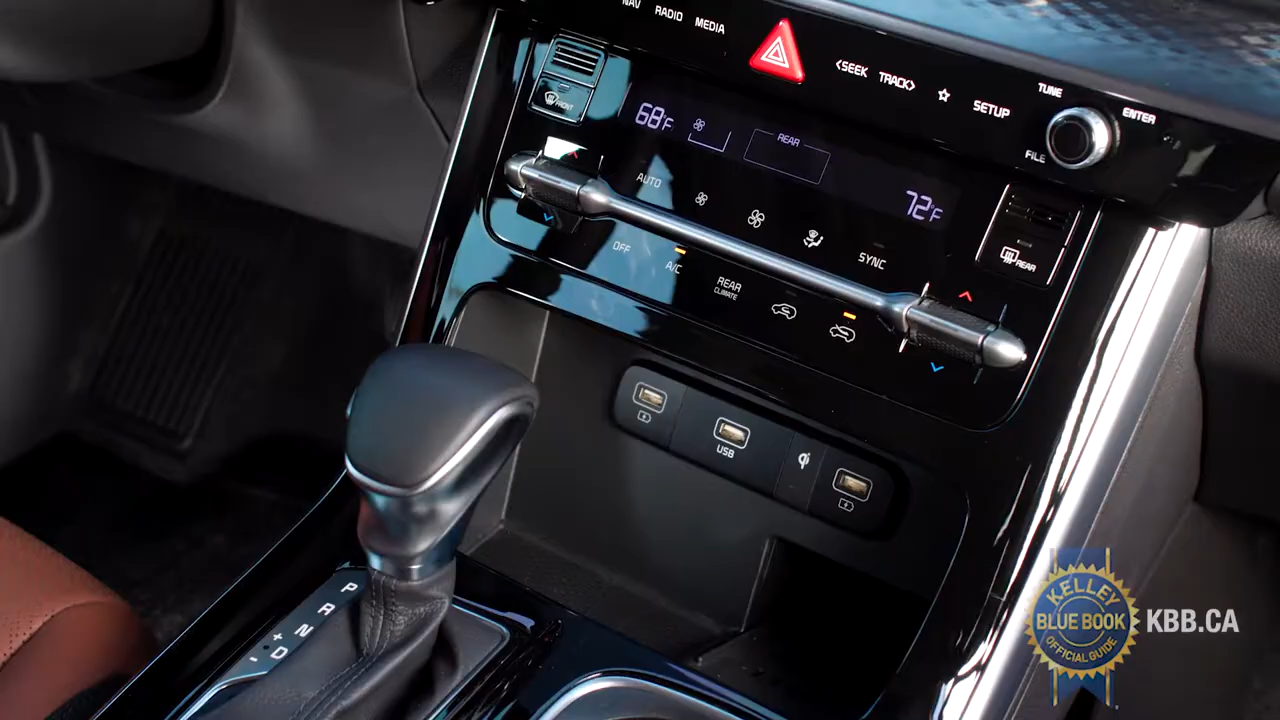 NAV RADIO MEDIA
<SEEK TRACK> SETUP
TUNE
ENTER
FILE
FRONT
68°F
REAR
72°F
AUTO
OFF
A/C
REAR
CLIMATE
SYNC
REAR
USB
qi
P
R
N
D
+
-
KELLEY
BLUE BOOK
OFFICIAL GUIDE
KBB.CA